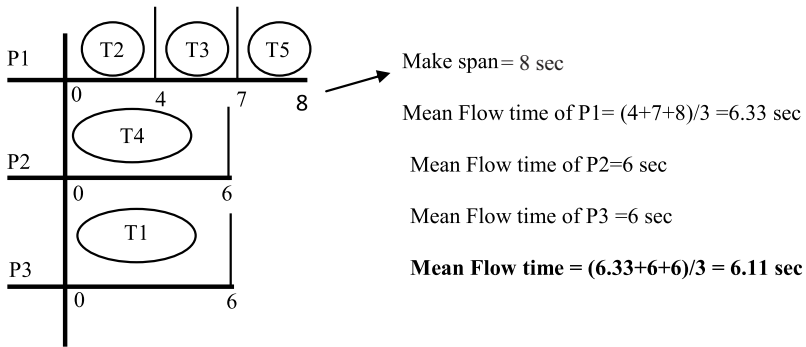 P1 T2 T3 T5
0 4 7 8
T4
P2
0 6
T1
P3
0 6
Make span= 8 sec
Mean Flow time of P1= (4+7+8)/3 =6.33 sec
Mean Flow time of P2=6 sec
Mean Flow time of P3 =6 sec
Mean Flow time = (6.33+6+6)/3 = 6.11 sec